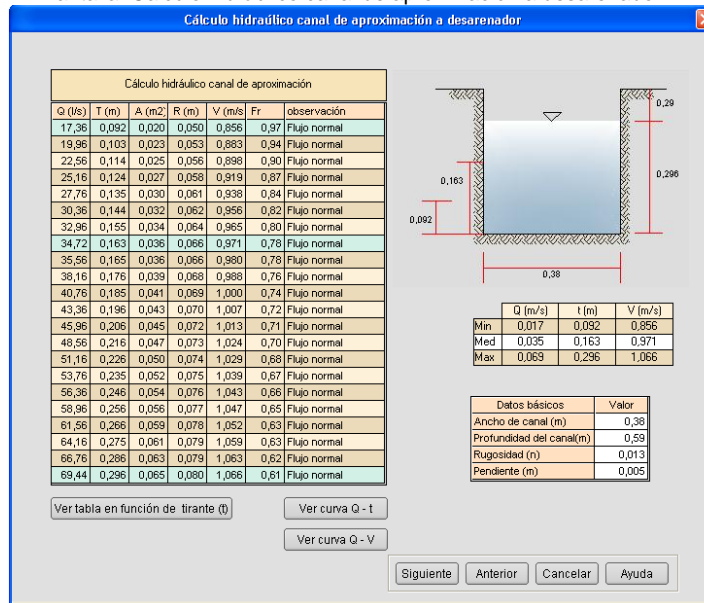 Cálculo hidraúlico canal de aproximación a desarenador
Cálculo hidráulico canal de aproximación
Q (l/s) T (m) A (m2) R (m) V (m/s Fr observación
17,36 0,092 0,020 0,050 0,856 0,97 Flujo normal
19,96 0,103 0,023 0,053 0,883 0,94 Flujo normal
22,56 0,114 0,025 0,056 0,898 0,90 Flujo normal
25,16 0,124 0,027 0,058 0,919 0,87 Flujo normal
27,76 0,135 0,030 0,061 0,938 0,84 Flujo normal
30,36 0,144 0,032 0,062 0,956 0,82 Flujo normal
32,96 0,155 0,034 0,064 0,965 0,80 Flujo normal
34,72 0,163 0,036 0,066 0,971 0,78 Flujo normal
35,56 0,165 0,036 0,066 0,980 0,78 Flujo normal
38,16 0,176 0,039 0,068 0,988 0,76 Flujo normal
40,76 0,185 0,041 0,069 1,000 0,74 Flujo normal
43,36 0,196 0,043 0,070 1,007 0,72 Flujo normal
45,96 0,206 0,045 0,072 1,013 0,71 Flujo normal
48,56 0,216 0,047 0,073 1,024 0,70 Flujo normal
51,16 0,226 0,050 0,074 1,029 0,68 Flujo normal
53,76 0,235 0,052 0,075 1,039 0,67 Flujo normal
56,36 0,246 0,054 0,076 1,043 0,66 Flujo normal
58,96 0,256 0,056 0,077 1,047 0,65 Flujo normal
61,56 0,266 0,059 0,078 1,052 0,63 Flujo normal
64,16 0,275 0,061 0,079 1,059 0,63 Flujo normal
66,76 0,286 0,063 0,079 1,063 0,62 Flujo normal
69,44 0,296 0,065 0,080 1,066 0,61 Flujo normal
0,29
0,296
0,163
0,092
0,38
Q (m/s) t (m) V (m/s)
Min 0,017 0,092 0,856
Med 0,035 0,163 0,971
Max 0,069 0,296 1,066
Datos básicos Valor
Ancho de canal (m) 0,38
Profundidad del canal(m) 0,59
Rugosidad (n) 0,013
Pendiente (m) 0,005
Ver tabla en función de tirante (t)
Ver curva Q - t
Ver curva Q - V
Siguiente Anterior Cancelar Ayuda